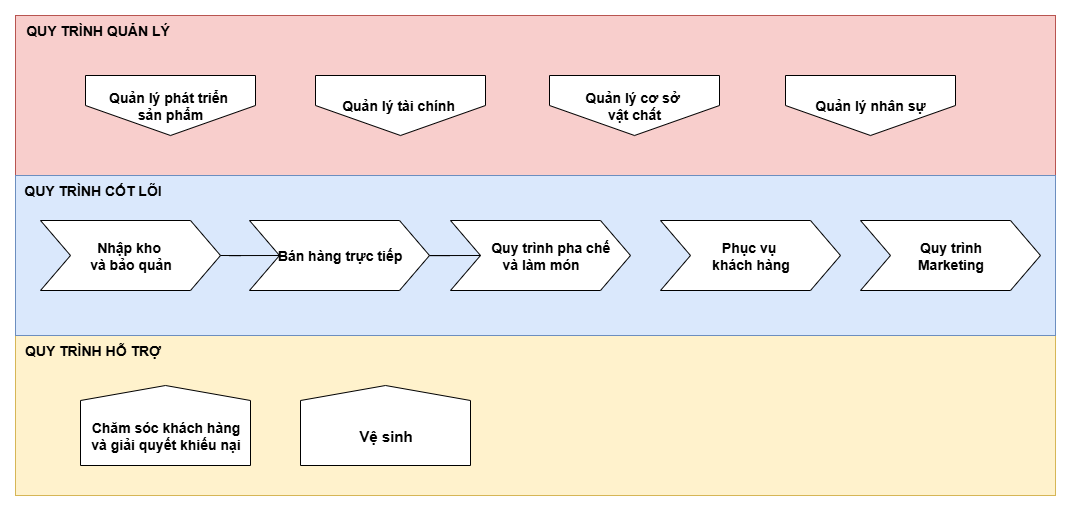 QUY TRÌNH QUẢN LÝ
Quản lý phát triển
sản phẩm
Quản lý tài chính
Quản lý cơ sở
vật chất
Quản lý nhân sự
QUY TRÌNH CỐT LÕI
Nhập kho
và bảo quản
Bán hàng trực tiếp
Quy trình pha chế
và làm món
Phục vụ
khách hàng
Quy trình
Marketing
QUY TRÌNH HỖ TRỢ
Chăm sóc khách hàng
và giải quyết khiếu nại
Vệ sinh